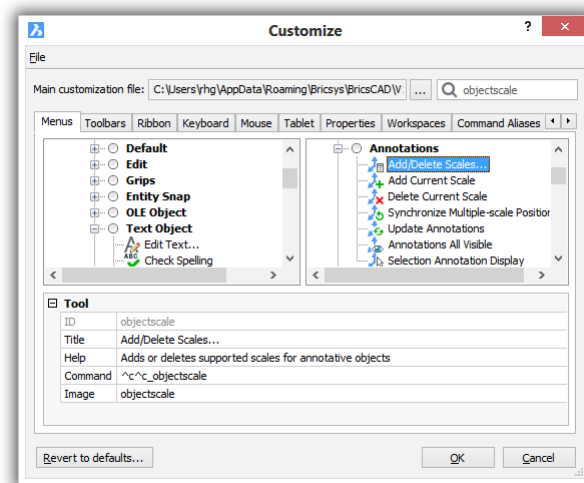 Customize
?
File
Main customization file: C:\Users\rhg\AppData\Roaming\Bricsys\BricsCAD\V ... objectscale
Menus Toolbars Ribbon Keyboard Mouse Tablet Properties Workspaces Command Aliases
Default
Edit
Grips
Entity Snap
OLE Object
Text Object
Edit Text...
ABC Check Spelling
Annotations
Add/Delete Scales...
Add Current Scale
Delete Current Scale
Synchronize Multiple-scale Position
Update Annotations
Annotations All Visible
Selection Annotation Display
Tool
ID objectscale
Title Add/Delete Scales...
Help Adds or deletes supported scales for annotative objects
Command ^c^c_objectscale
Image objectscale
Revert to defaults... OK Cancel